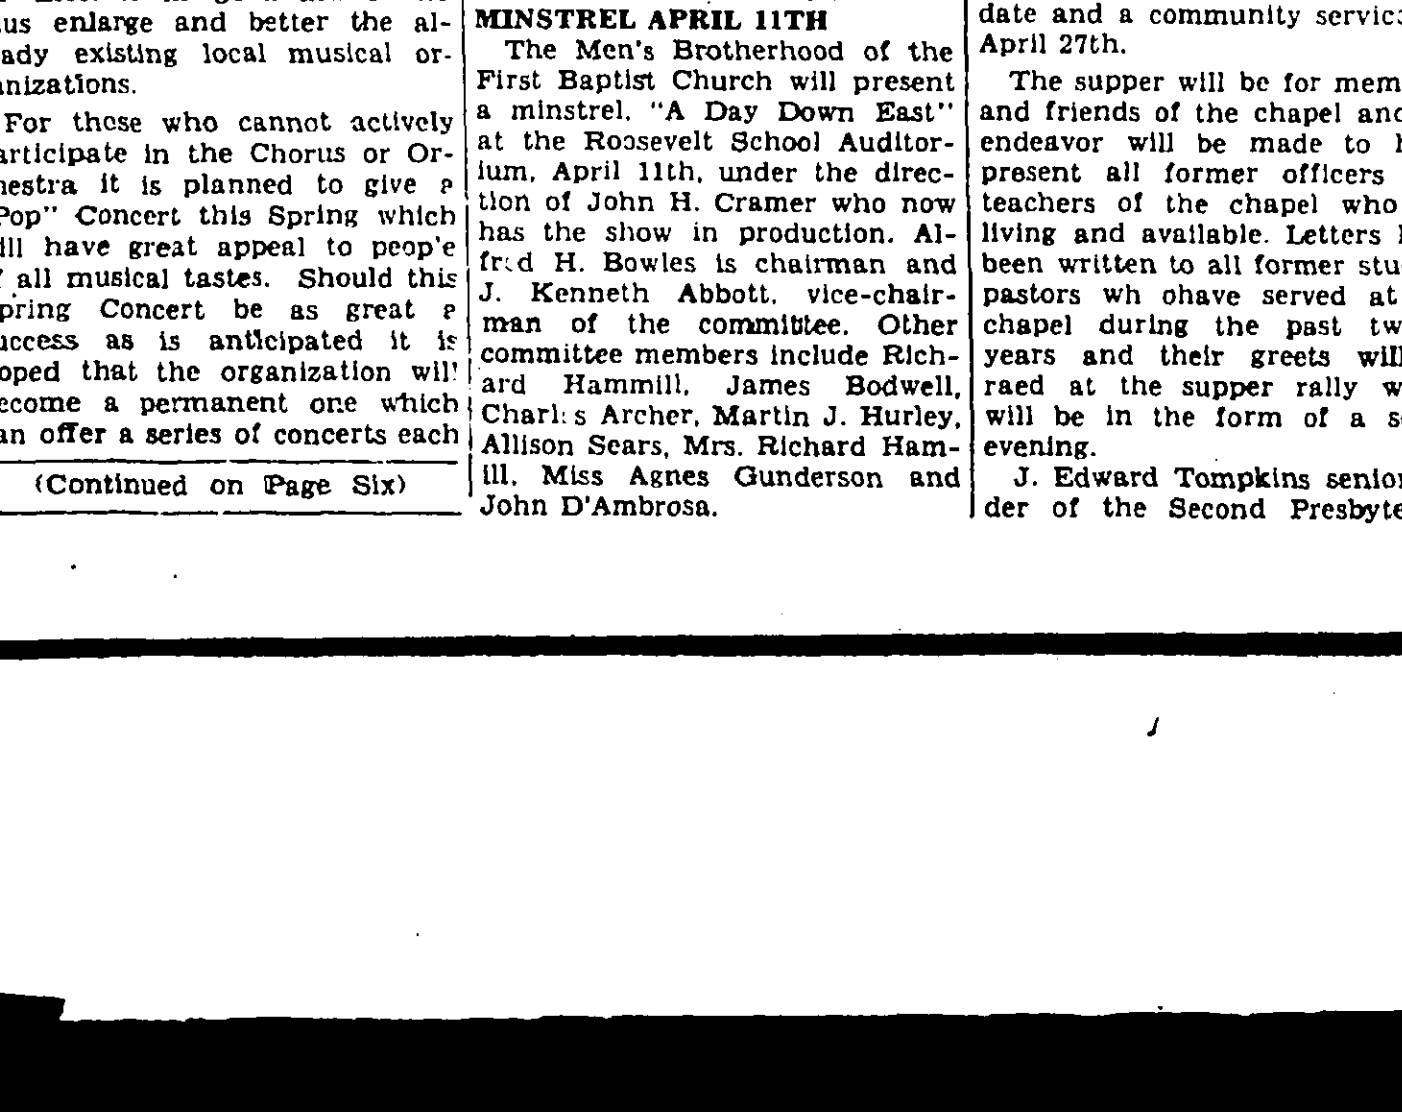 us enlarge and better the al-
ady existing local musical or-
nizations.
For those who cannot actively
articipate in the Chorus or Or-
hestra it is planned to give a
Pop" Concert this Spring which
ill have great appeal to peop'e
all musical tastes. Should this
pring Concert be as great a
uccess as is anticipated it is
oped that the organization will
ecome a permanent one which
an offer a series of concerts each
(Continued on Page Six)
MINSTREL APRIL 11TH
The Men's Brotherhood of the
First Baptist Church will present
a minstrel, "A Day Down East"
at the Roosevelt School Auditor-
ium, April 11th, under the direc-
tion of John H. Cramer who now
has the show in production. Al-
fred H. Bowles is chairman and
J. Kenneth Abbott, vice-chair-
man of the committee. Other
committee members include Rich-
ard Hammill, James Bodwell,
Charles Archer, Martin J. Hurley,
Allison Sears, Mrs. Richard Ham-
ill, Miss Agnes Gunderson and
John D'Ambrosa.
date and a community servic
April 27th.
The supper will be for mem
and friends of the chapel and
endeavor will be made to h
present all former officers
teachers of the chapel who
living and available. Letters h
been written to all former stu
pastors wh ohave served at
chapel during the past tw
years and their greets will
raed at the supper rally w
will be in the form of a s
evening.
J. Edward Tompkins senior
der of the Second Presbyte